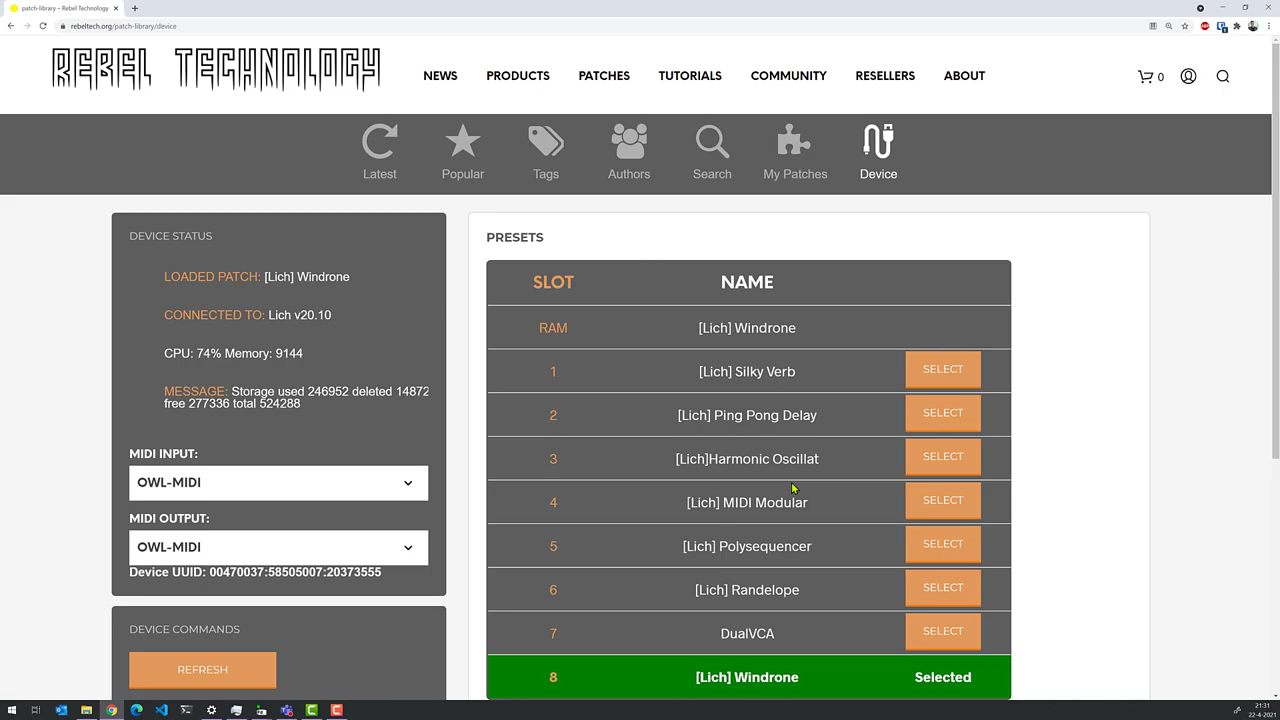 patch-library – Rebel Technology
rebeltech.org/patch-library/device
REBEL TECHNOLOGY
NEWS
PRODUCTS
PATCHES
TUTORIALS
COMMUNITY
RESELLERS
ABOUT
0
Latest
Popular
Tags
Authors
Search
My Patches
Device
DEVICE STATUS
LOADED PATCH: [Lich] Windrone
CONNECTED TO: Lich v20.10
CPU: 74% Memory: 9144
MESSAGE: Storage used 246952 deleted 14872
free 277336 total 524288
MIDI INPUT:
OWL-MIDI
MIDI OUTPUT:
OWL-MIDI
Device UUID: 00470037:58505007:20373555
DEVICE COMMANDS
REFRESH
PRESETS
SLOT NAME
RAM [Lich] Windrone
1 [Lich] Silky Verb SELECT
2 [Lich] Ping Pong Delay SELECT
3 [Lich]Harmonic Oscillat SELECT
4 [Lich] MIDI Modular SELECT
5 [Lich] Polysequencer SELECT
6 [Lich] Randelope SELECT
7 DualVCA SELECT
8 [Lich] Windrone Selected
21:31
22-4-2021